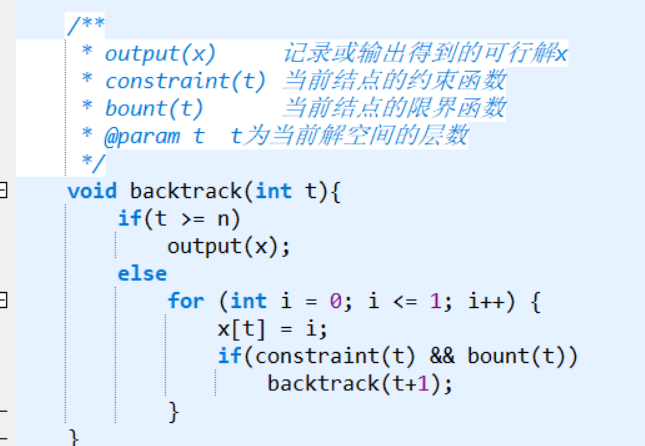 /**
 * output(x)     记录或输出得到的可行解x
 * constraint(t) 当前结点的约束函数
 * bount(t)      当前结点的限界函数
 * @param t  t为当前解空间的层数
 */
void backtrack(int t){
    if(t >= n)
        output(x);
    else
        for (int i = 0; i <= 1; i++) {
            x[t] = i;
            if(constraint(t) && bount(t))
                backtrack(t+1);
        }
}